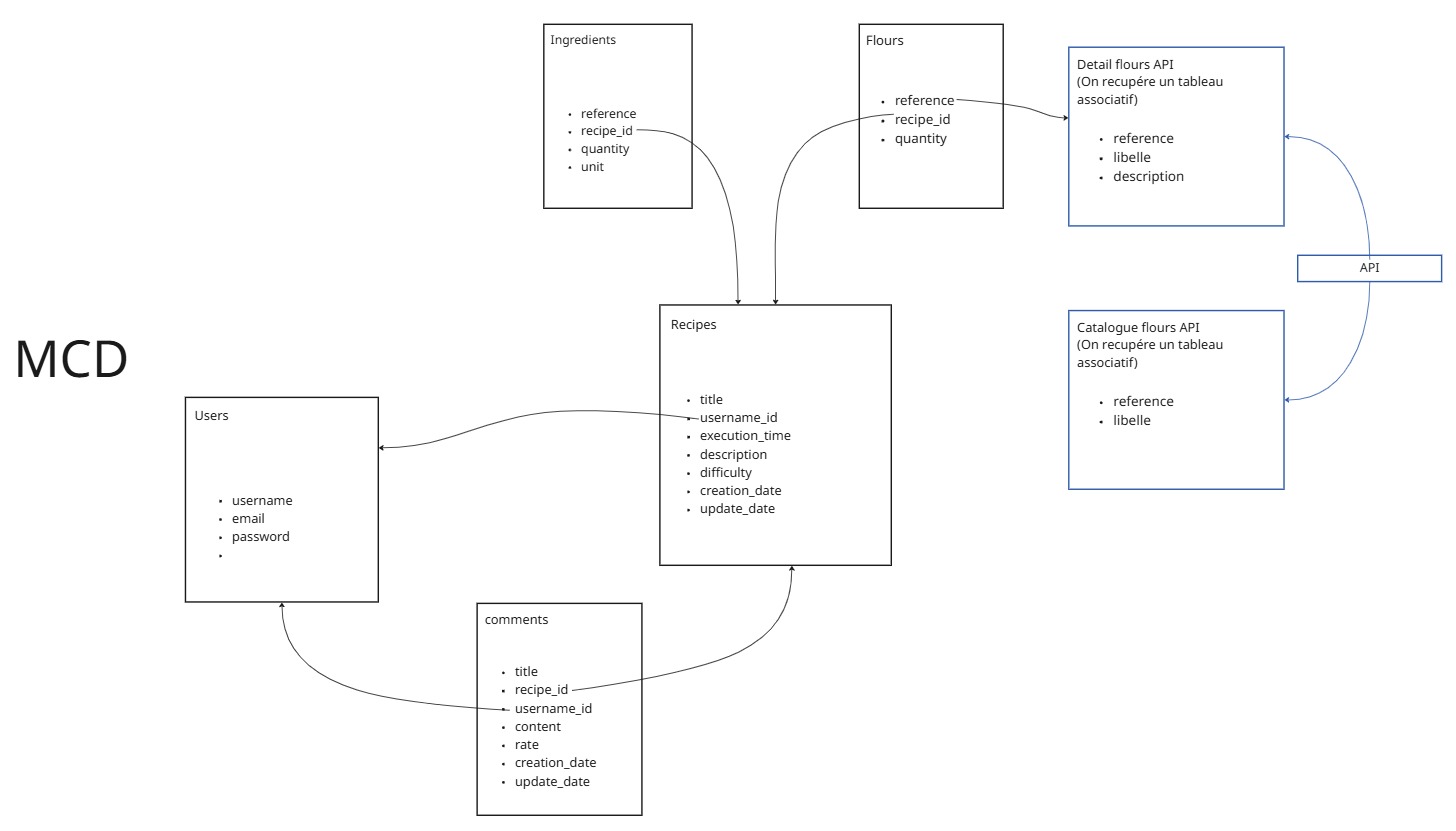 MCD
Ingredients
reference
recipe_id
quantity
unit
Flours
reference
recipe_id
quantity
Detail flours API
(On recupére un tableau
associatif)
reference
libelle
description
API
Catalogue flours API
(On recupére un tableau
associatif)
reference
libelle
Recipes
title
username_id
execution_time
description
difficulty
creation_date
update_date
Users
username
email
password
comments
title
recipe_id
username_id
content
rate
creation_date
update_date